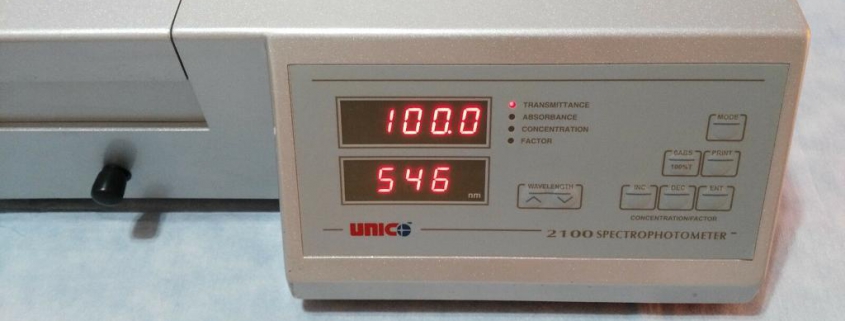 100.0
TRANSMITTANCE
ABSORBANCE
CONCENTRATION
FACTOR
MODE
0ABS
100%T
PRINT
546
nm
WAVELENGTH
INC
DEC
ENT
CONCENTRATION/FACTOR
UNICO
2100 SPECTROPHOTOMETER